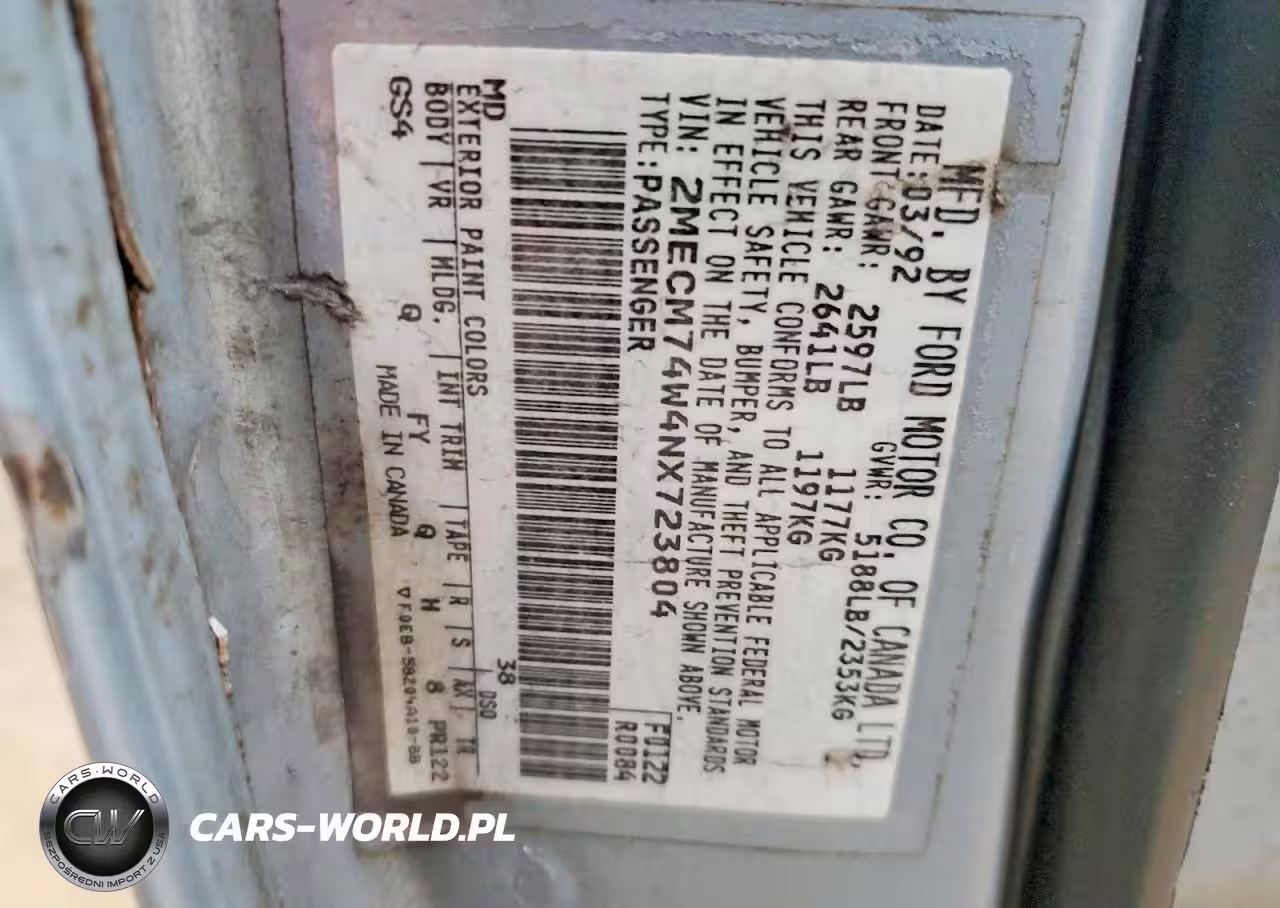 MFD. BY FORD MOTOR CO. OF CANADA LTD.
DATE: 03/92 GVWR: 5188LB/2353KG
FRONT GAWR: 2597LB 1177KG
REAR GAWR: 2641LB 1197KG
THIS VEHICLE CONFORMS TO ALL APPLICABLE FEDERAL MOTOR
VEHICLE SAFETY, BUMPER, AND THEFT PREVENTION STANDARDS
IN EFFECT ON THE DATE OF MANUFACTURE SHOWN ABOVE.
VIN: 2MECM74W4NX723804
TYPE: PASSENGER
F0122
R0084
MD 38
EXTERIOR PAINT COLORS DSO
BODY | VR | MLDG. | INT TRIM | TAPE | R | S | AX | TR
GS4 Q FY Q M 8 PR122
MADE IN CANADA
CARS-WORLD
CW
BEZPOŚREDNI IMPORT Z USA
CARS-WORLD.PL